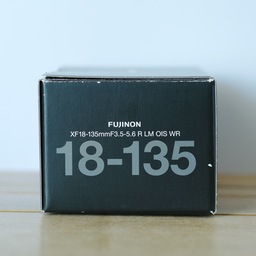 FUJINON
XF18-135mmF3.5-5.6 R LM OIS WR
18-135